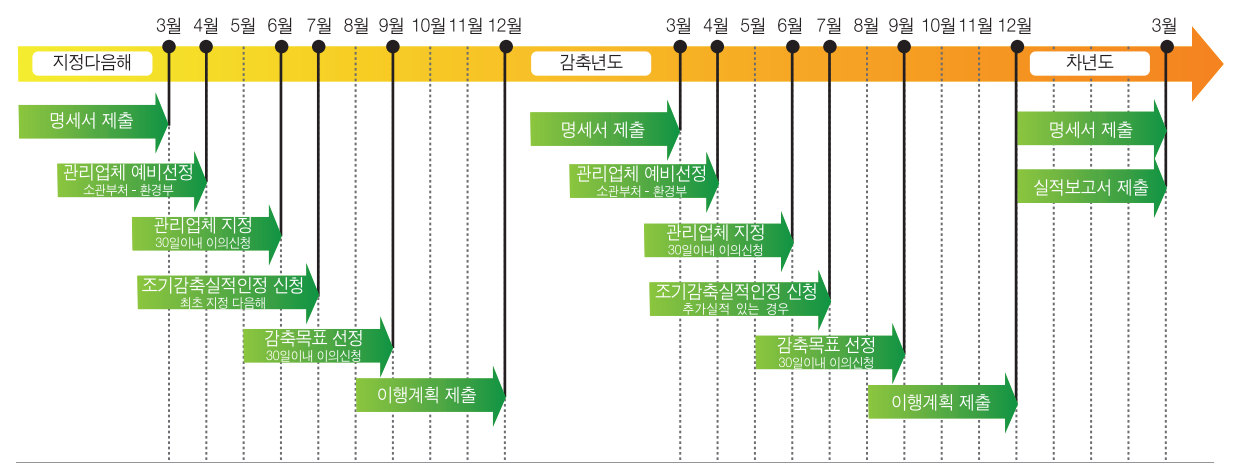 3월 4월 5월 6월 7월 8월 9월 10월 11월 12월 3월 4월 5월 6월 7월 8월 9월 10월 11월 12월 3월
지정다음해 감축년도 차년도
명세서 제출
관리업체 예비선정
소관부처 - 환경부
관리업체 지정
30일이내 이의신청
조기감축실적인정 신청
최초 지정 다음해
감축목표 선정
30일이내 이의신청
이행계획 제출
명세서 제출
관리업체 예비선정
소관부처 - 환경부
관리업체 지정
30일이내 이의신청
조기감축실적인정 신청
추가실적 있는 경우
감축목표 선정
30일이내 이의신청
이행계획 제출
명세서 제출
실적보고서 제출